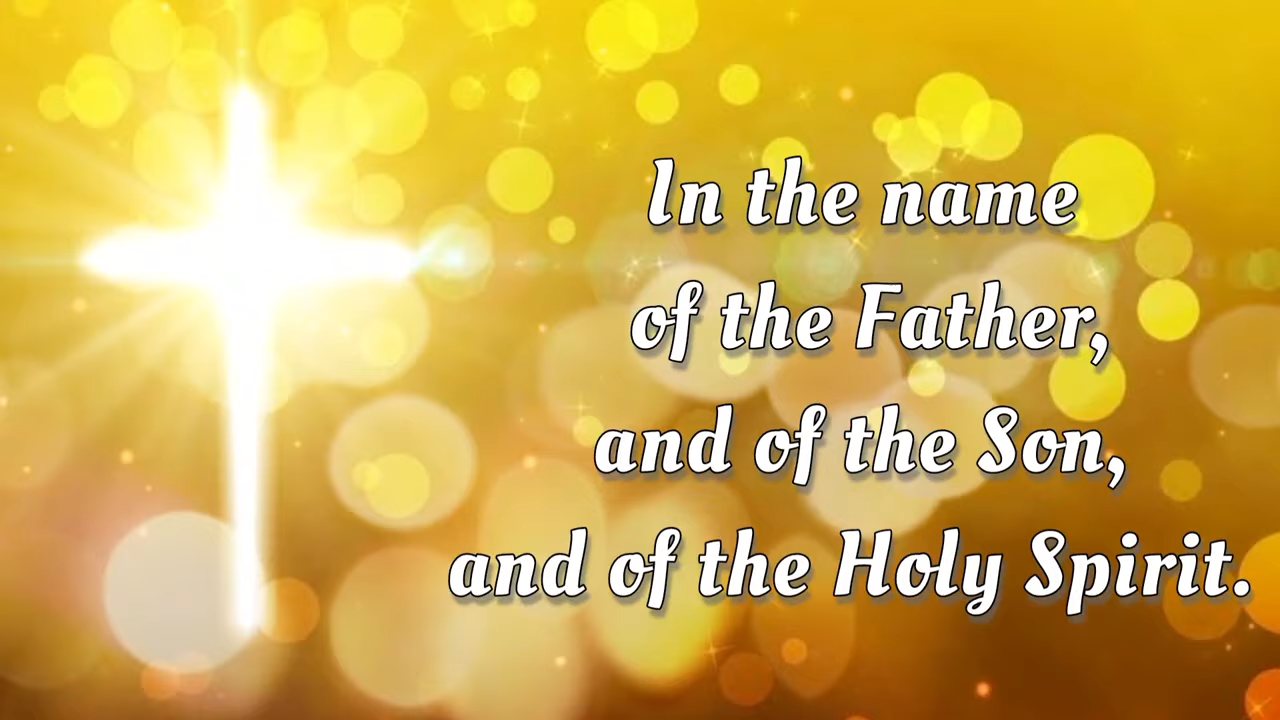 In the name
of the Father,
and of the Son,
and of the Holy Spirit.